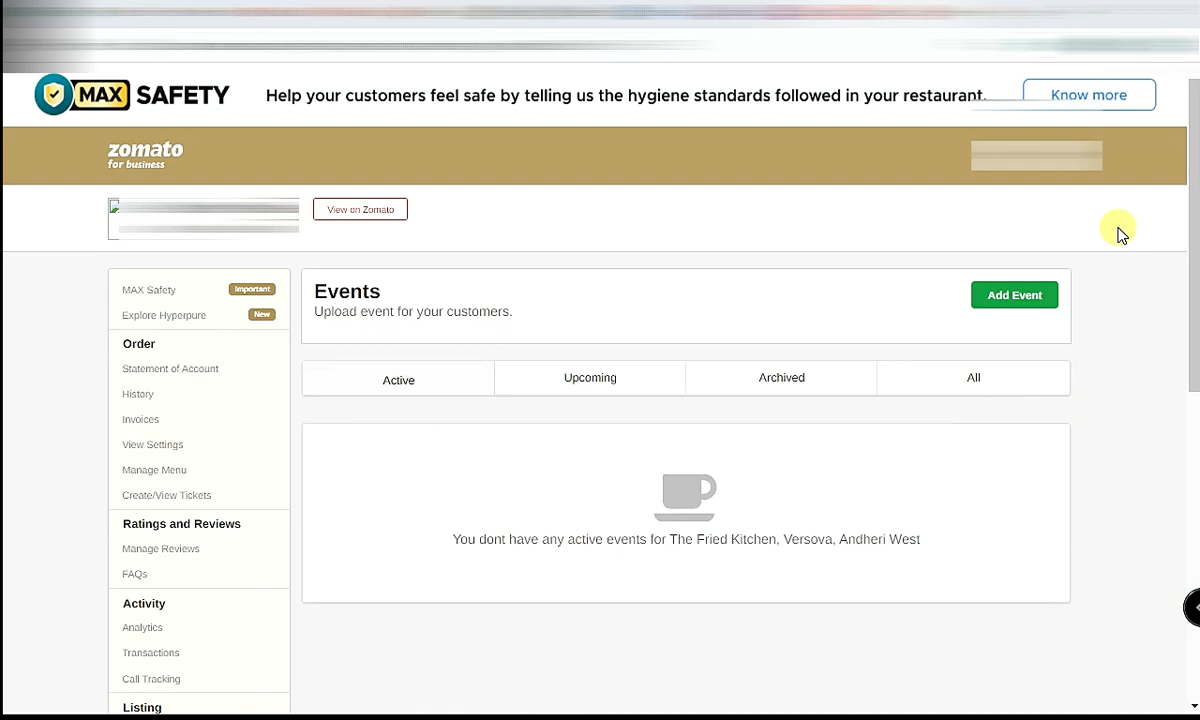 MAX SAFETY
Help your customers feel safe by telling us the hygiene standards followed in your restaurant.
Know more
zomato
for business
View on Zomato
MAX Safety
Important
Explore Hyperpure
New
Order
Statement of Account
History
Invoices
View Settings
Manage Menu
Create/View Tickets
Ratings and Reviews
Manage Reviews
FAQs
Activity
Analytics
Transactions
Call Tracking
Listing
Events
Upload event for your customers.
Add Event
Active
Upcoming
Archived
All
You dont have any active events for The Fried Kitchen, Versova, Andheri West